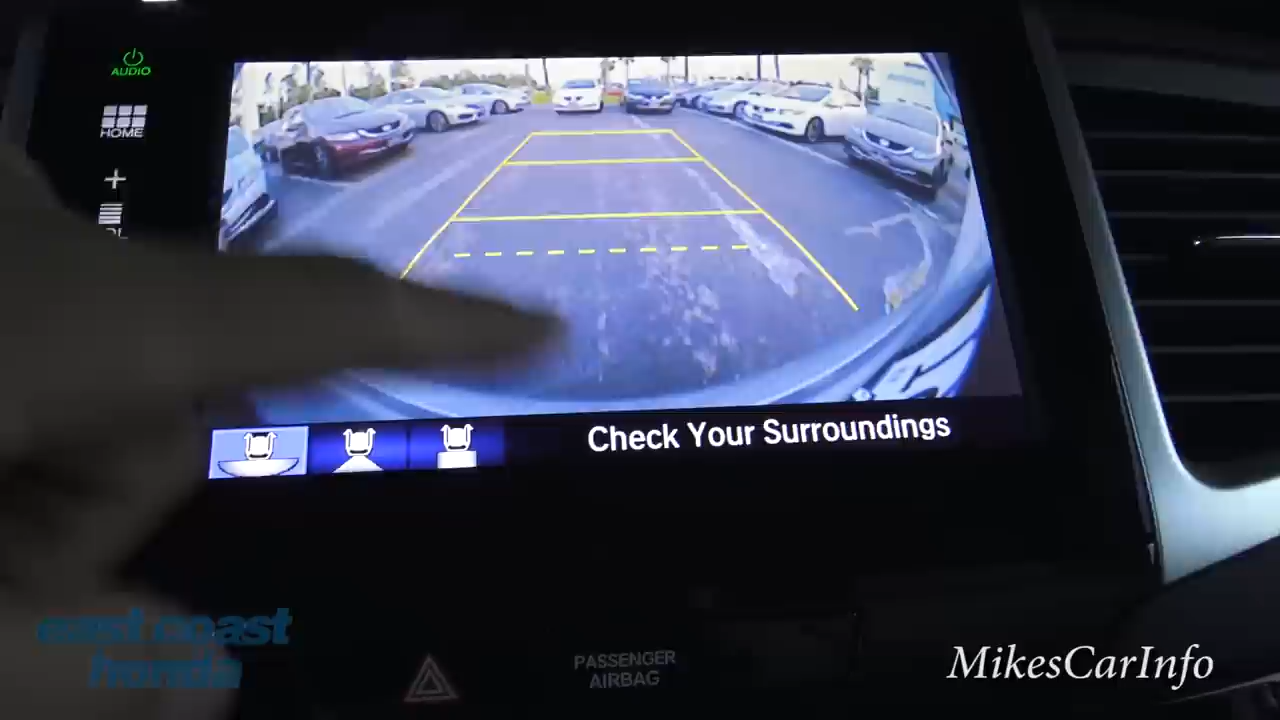 AUDIO
HOME
+
Check Your Surroundings
east coast
honda
PASSENGER
AIRBAG
MikesCarInfo